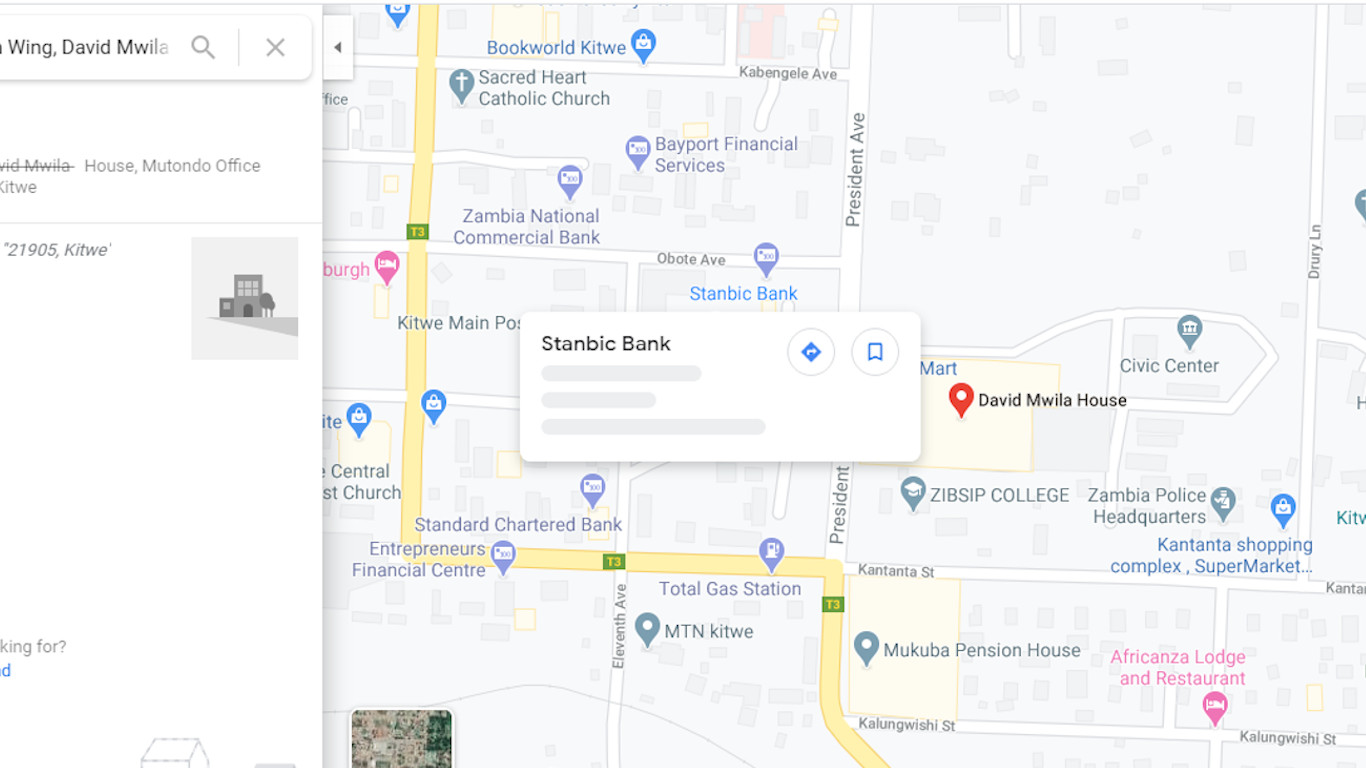 Wing, David Mwila
ffice
vid Mwila House, Mutondo Office
Kitwe
"21905, Kitwe'
king for?
nd
Bookworld Kitwe
Sacred Heart
Catholic Church
Kabengele Ave
Bayport Financial
Services
President Ave
Zambia National
Commercial Bank
T3
Obote Ave
Drury Ln
burgh
Stanbic Bank
Kitwe Main Pos
Stanbic Bank
Mart
Civic Center
David Mwila House
H
ite
e Central
st Church
President
ZIBSIP COLLEGE
Zambia Police
Headquarters
Kitw
Standard Chartered Bank
Entrepreneurs
Financial Centre
T3
Kantanta shopping
complex , SuperMarket...
Kantanta St
Kantan
Total Gas Station
T3
Eleventh Ave
MTN kitwe
Mukuba Pension House
Africanza Lodge
and Restaurant
Kalungwishi St
Kalungwishi St